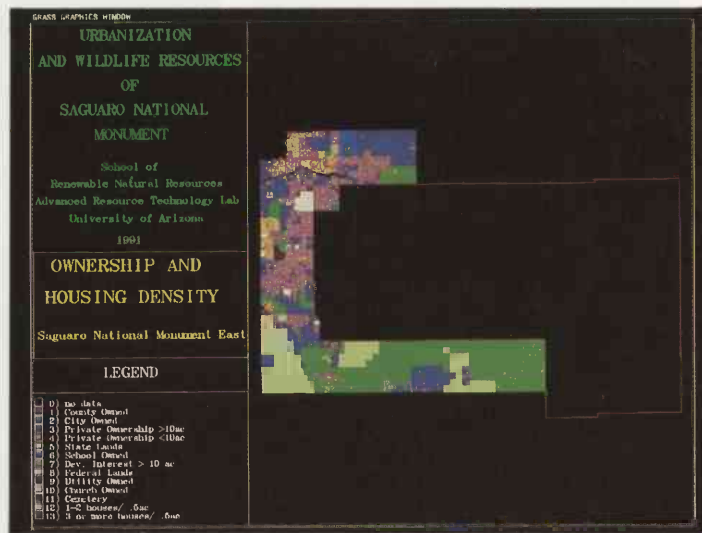 GRASS GRAPHICS WINDOW
URBANIZATION
AND WILDLIFE RESOURCES
OF
SAGUARO NATIONAL
MONUMENT
School of
Renewable Natural Resources
Advanced Resource Technology Lab
University of Arizona
1991
OWNERSHIP AND
HOUSING DENSITY
Saguaro National Monument East
LEGEND
0) no data
1) County Owned
2) City Owned
3) Private Ownership >10ac
4) Private Ownership <10ac
5) State Lands
6) School Owned
7) Dev. Interest > 10 ac
8) Federal Lands
9) Utility Owned
10) Church Owned
11) Cemetery
12) 1-2 houses/ .6ac
13) 3 or more houses/ .6ac